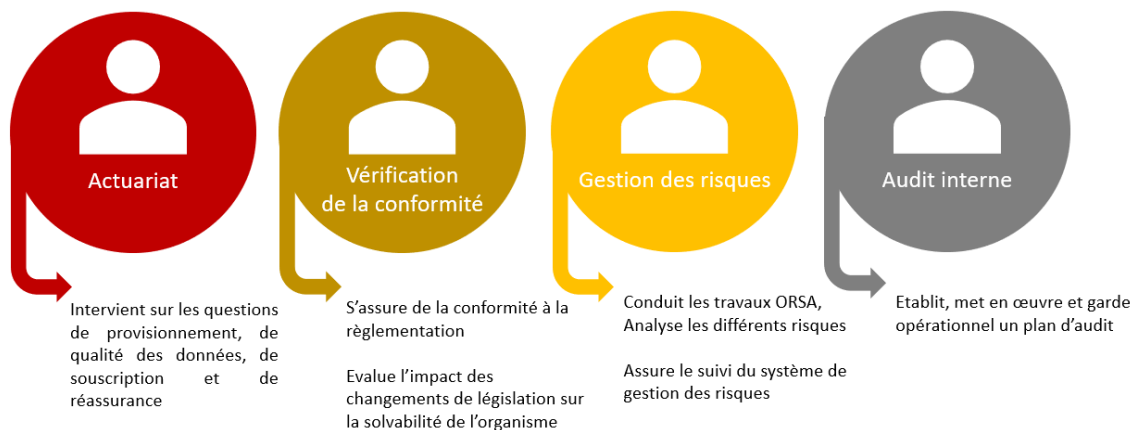 Actuariat
Intervient sur les questions
de provisionnement, de
qualité des données, de
souscription et de
réassurance
Vérification
de la conformité
S’assure de la conformité à la
règlementation
Evalue l’impact des
changements de législation sur
la solvabilité de l’organisme
Gestion des risques
Conduit les travaux ORSA,
Analyse les différents risques
Assure le suivi du système de
gestion des risques
Audit interne
Etablit, met en œuvre et garde
opérationnel un plan d’audit